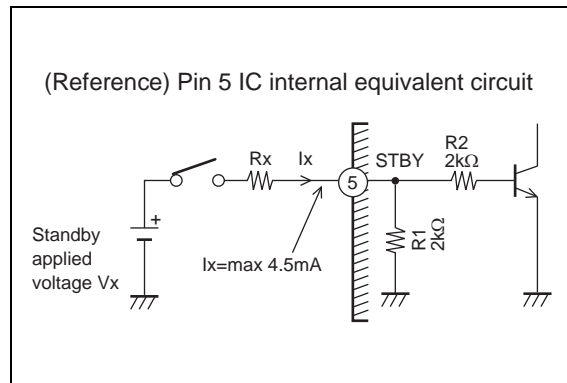 (Reference) Pin 5 IC internal equivalent circuit
Rx
Ix
5
STBY
R2
2kΩ
+
Standby
applied
voltage Vx
Ix=max 4.5mA
R1
2kΩ